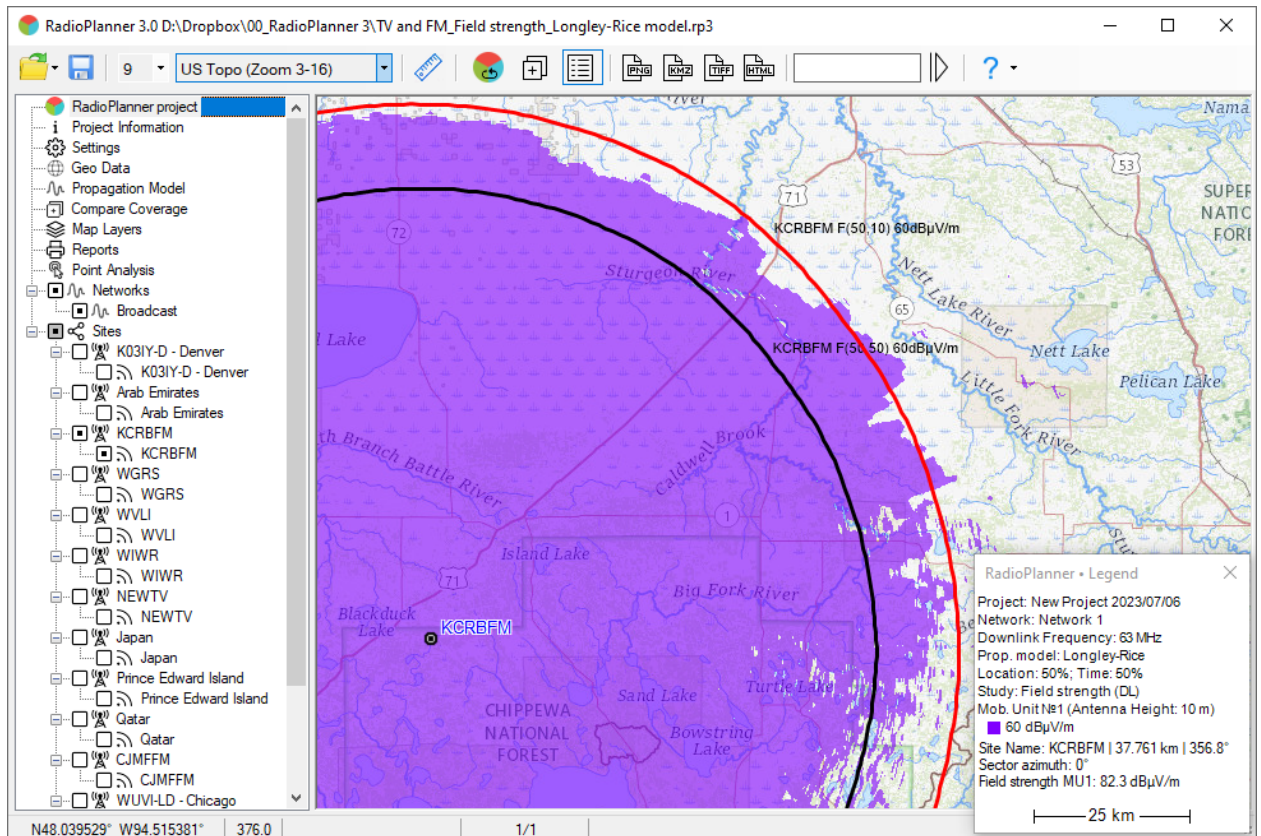 RadioPlanner 3.0 D:\Dropbox\00_RadioPlanner 3\TV and FM_Field strength_Longley-Rice model.rp3
9 US Topo (Zoom 3-16) PNG KMZ TIFF HTML ?
RadioPlanner project
Project Information
Settings
Geo Data
Propagation Model
Compare Coverage
Map Layers
Reports
Point Analysis
Networks
Broadcast
Sites
K03IY-D - Denver
K03IY-D - Denver
Arab Emirates
Arab Emirates
KCRBFM
KCRBFM
WGRS
WGRS
WVLI
WVLI
WIWR
WIWR
NEWTV
NEWTV
Japan
Japan
Prince Edward Island
Prince Edward Island
Qatar
Qatar
CJMFFM
CJMFFM
WUVI-LD - Chicago
River
Nama
53
71
SUPER
NATIC
FORE
72
KCRBFM F(50,10) 60dBµV/m
Sturgeon River
Nett Lake River
65
Lake
KCRBFM F(50,50) 60dBµV/m
Nett Lake
Pelican Lake
Little Fork River
th Branch Battle River
Caldwell Brook
1
Island Lake
71
Big Fork River
Blackduck
Lake
KCRBFM
Sand Lake
Turtle Lake
CHIPPEWA
NATIONAL
FOREST
Bowstring
Lake
RadioPlanner • Legend
Project: New Project 2023/07/06
Network: Network 1
Downlink Frequency: 63 MHz
Prop. model: Longley-Rice
Location: 50%; Time: 50%
Study: Field strength (DL)
Mob. Unit №1 (Antenna Height: 10 m)
60 dBµV/m
Site Name: KCRBFM | 37.761 km | 356.8°
Sector azimuth: 0°
Field strength MU1: 82.3 dBµV/m
25 km
N48.039529° W94.515381° 376.0 1/1